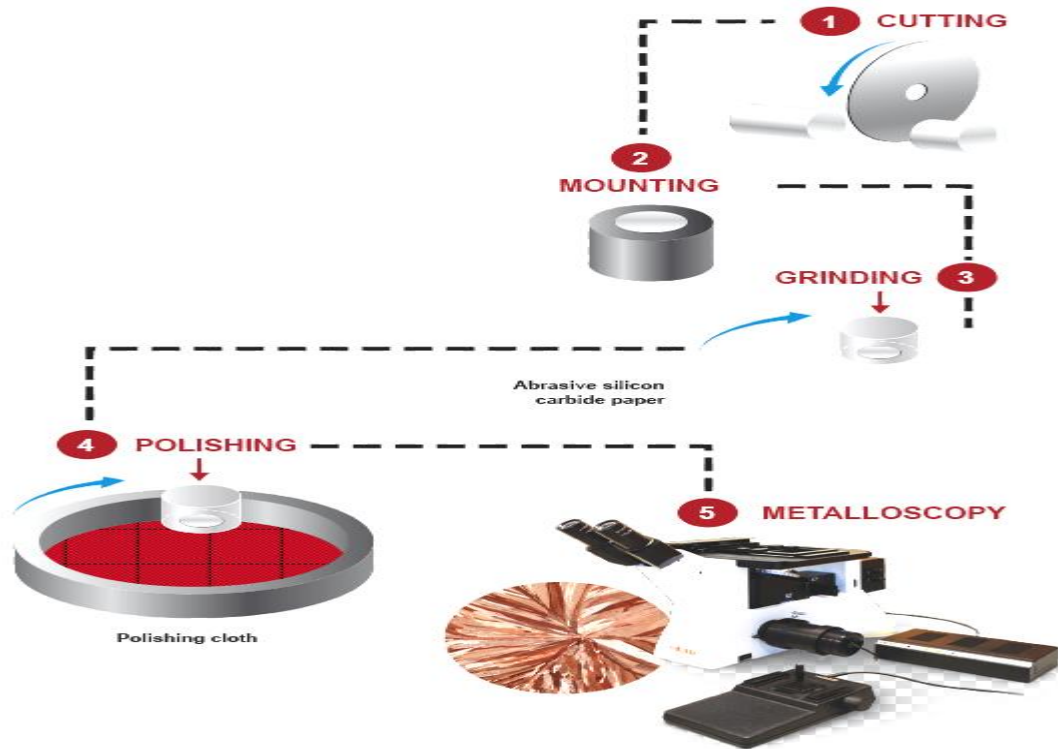 1 CUTTING
2
MOUNTING
GRINDING 3
Abrasive silicon
carbide paper
4 POLISHING
5 METALLOSCOPY
Polishing cloth